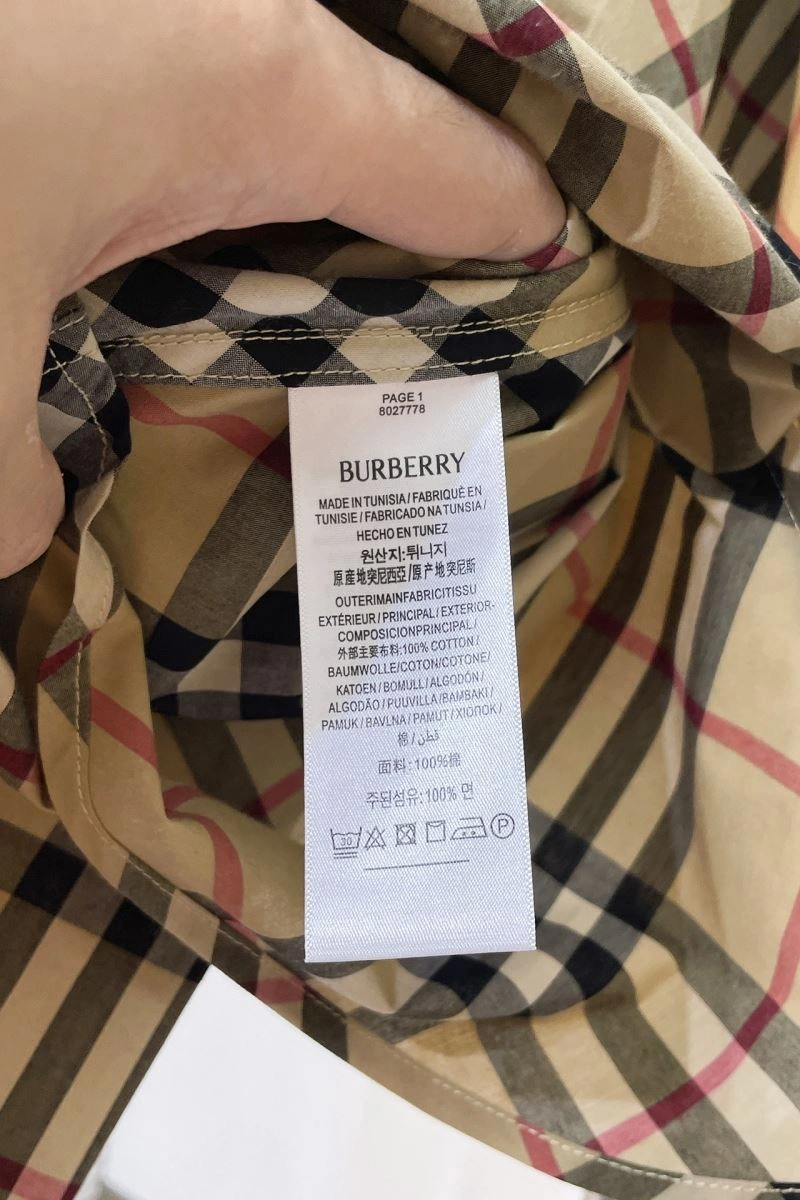 PAGE 1
8027778
BURBERRY
MADE IN TUNISIA / FABRIQUÉ EN
TUNISIE / FABRICADO NA TUNSIA /
HECHO EN TUNEZ
원산지:튀니지
原産地突尼西亞/原产地突尼斯
OUTERIMAINFABRICITISSU
EXTÉRIEUR / PRINCIPAL / EXTERIOR-
COMPOSICIONPRINCIPAL /
外部主要布料:100% COTTON /
BAUMWOLLE/COTON/COTONE/
KATOEN / BOMULL / ALGODÓN /
ALGODÃO / PUUVILLA / BAMBAKI /
PAMUK / BAVLNA / PAMUT / ХІОПОК /
棉 / قطن
面料:100%棉
주된섬유:100% 면
30 P